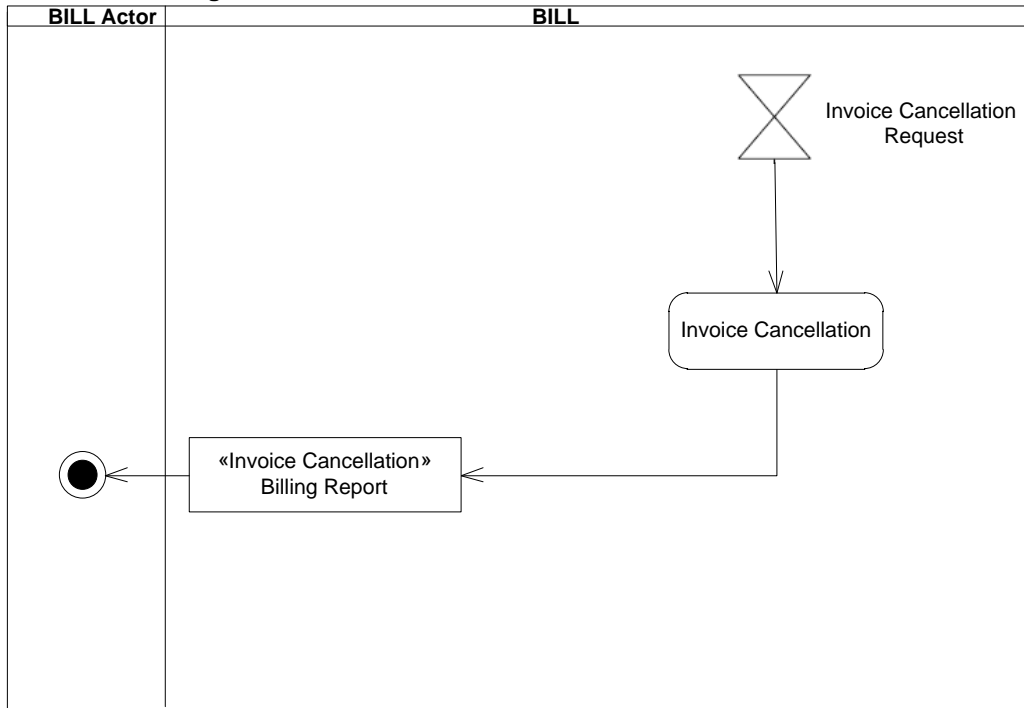 BILL Actor
BILL
Invoice Cancellation
Request
Invoice Cancellation
«Invoice Cancellation»
Billing Report